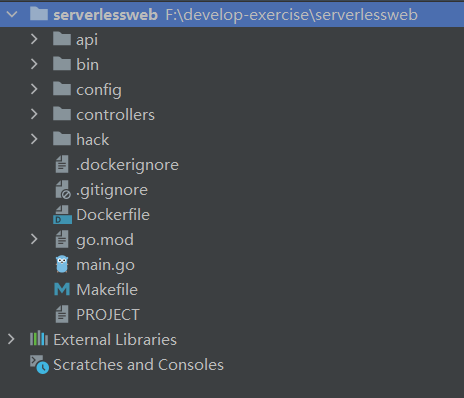 serverlessweb F:\develop-exercise\serverlessweb
api
bin
config
controllers
hack
.dockerignore
.gitignore
Dockerfile
go.mod
main.go
Makefile
PROJECT
External Libraries
Scratches and Consoles